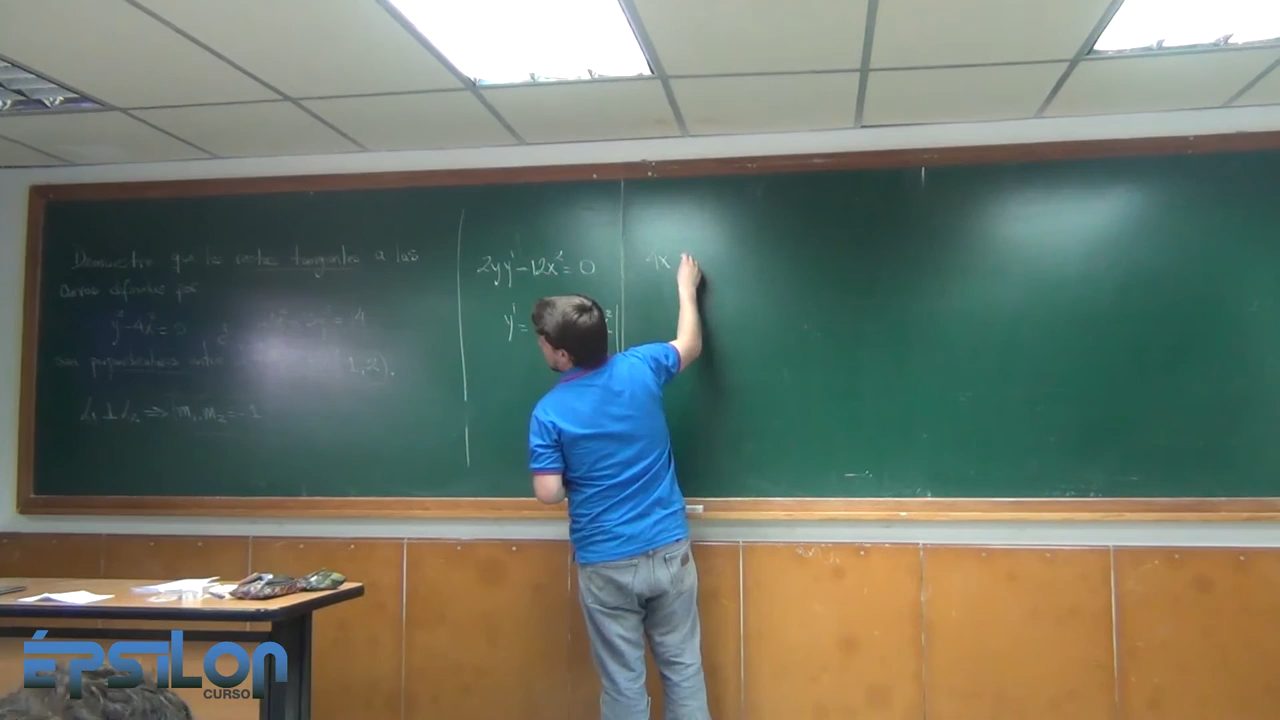 Demuestre que las rectas tangentes a las
curvas definidas por
y² - 4x³ = 0 y = 4
son perpendiculares entre 1,2).
L₁ ⊥ L₂ ⇒ m₁.m₂ = -1
2yy' - 12x² = 0
y' =
4x
ÉPSILON
CURSO